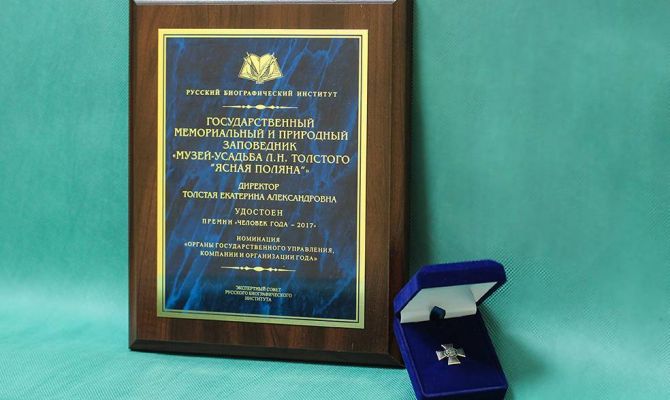 РУССКИЙ БИОГРАФИЧЕСКИЙ ИНСТИТУТ
ГОСУДАРСТВЕННЫЙ
МЕМОРИАЛЬНЫЙ И ПРИРОДНЫЙ
ЗАПОВЕДНИК
«МУЗЕЙ-УСАДЬБА Л.Н. ТОЛСТОГО
"ЯСНАЯ ПОЛЯНА"»
ДИРЕКТОР
ТОЛСТАЯ ЕКАТЕРИНА АЛЕКСАНДРОВНА
УДОСТОЕН
ПРЕМИИ «ЧЕЛОВЕК ГОДА – 2017»
НОМИНАЦИЯ
«ОРГАНЫ ГОСУДАРСТВЕННОГО УПРАВЛЕНИЯ,
КОМПАНИИ И ОРГАНИЗАЦИИ ГОДА»
ЭКСПЕРТНЫЙ СОВЕТ
РУССКОГО БИОГРАФИЧЕСКОГО
ИНСТИТУТА